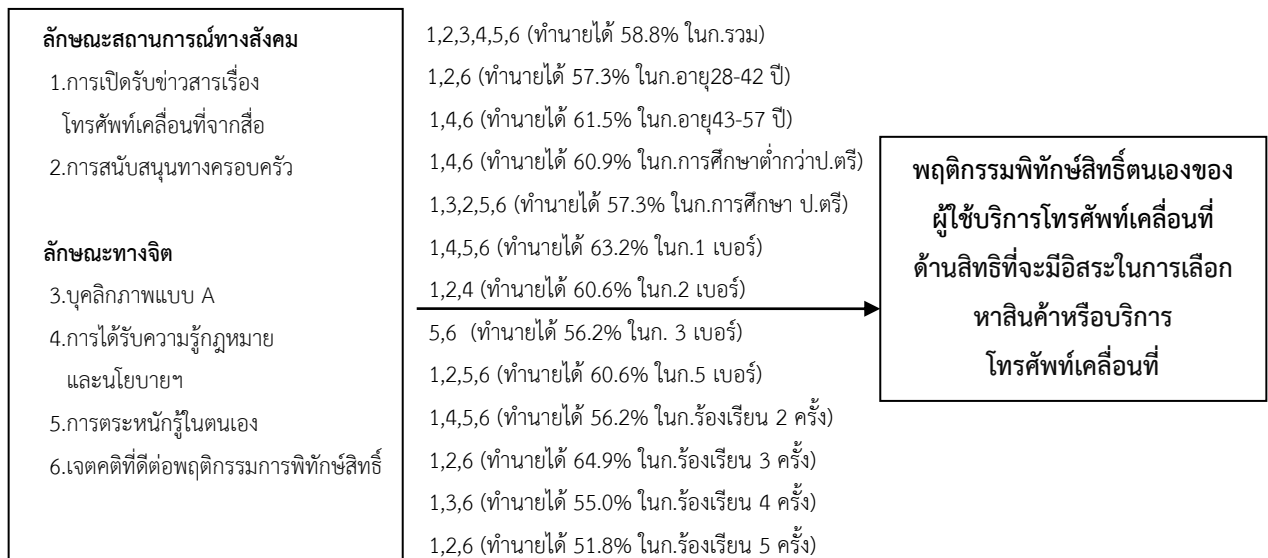 ลักษณะสถานการณ์ทางสังคม
1.การเปิดรับข่าวสารเรื่อง
โทรศัพท์เคลื่อนที่จากสื่อ
2.การสนับสนุนทางครอบครัว
ลักษณะทางจิต
3.บุคลิกภาพแบบ A
4.การได้รับความรู้กฎหมาย
และนโยบายฯ
5.การตระหนักรู้ในตนเอง
6.เจตคติที่ดีต่อพฤติกรรมการพิทักษ์สิทธิ์
1,2,3,4,5,6 (ทำนายได้ 58.8% ในก.รวม)
1,2,6 (ทำนายได้ 57.3% ในก.อายุ28-42 ปี)
1,4,6 (ทำนายได้ 61.5% ในก.อายุ43-57 ปี)
1,4,6 (ทำนายได้ 60.9% ในก.การศึกษาต่ำกว่าป.ตรี)
1,3,2,5,6 (ทำนายได้ 57.3% ในก.การศึกษา ป.ตรี)
1,4,5,6 (ทำนายได้ 63.2% ในก.1 เบอร์)
1,2,4 (ทำนายได้ 60.6% ในก.2 เบอร์)
5,6 (ทำนายได้ 56.2% ในก. 3 เบอร์)
1,2,5,6 (ทำนายได้ 60.6% ในก.5 เบอร์)
1,4,5,6 (ทำนายได้ 56.2% ในก.ร้องเรียน 2 ครั้ง)
1,2,6 (ทำนายได้ 64.9% ในก.ร้องเรียน 3 ครั้ง)
1,3,6 (ทำนายได้ 55.0% ในก.ร้องเรียน 4 ครั้ง)
1,2,6 (ทำนายได้ 51.8% ในก.ร้องเรียน 5 ครั้ง)
พฤติกรรมพิทักษ์สิทธิ์ตนเองของ
ผู้ใช้บริการโทรศัพท์เคลื่อนที่
ด้านสิทธิที่จะมีอิสระในการเลือก
หาสินค้าหรือบริการ
โทรศัพท์เคลื่อนที่